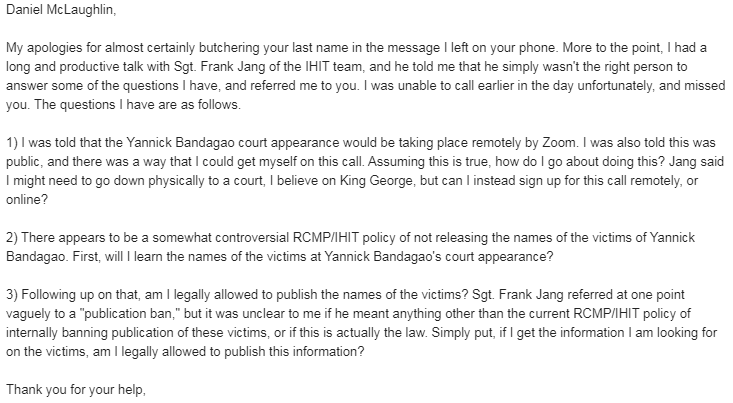 Daniel McLaughlin,
My apologies for almost certainly butchering your last name in the message I left on your phone. More to the point, I had a
long and productive talk with Sgt. Frank Jang of the IHIT team, and he told me that he simply wasn't the right person to
answer some of the questions I have, and referred me to you. I was unable to call earlier in the day unfortunately, and missed
you. The questions I have are as follows.
1) I was told that the Yannick Bandagao court appearance would be taking place remotely by Zoom. I was also told this was
public, and there was a way that I could get myself on this call. Assuming this is true, how do I go about doing this? Jang said
I might need to go down physically to a court, I believe on King George, but can I instead sign up for this call remotely, or
online?
2) There appears to be a somewhat controversial RCMP/IHIT policy of not releasing the names of the victims of Yannick
Bandagao. First, will I learn the names of the victims at Yannick Bandagao's court appearance?
3) Following up on that, am I legally allowed to publish the names of the victims? Sgt. Frank Jang referred at one point
vaguely to a "publication ban," but it was unclear to me if he meant anything other than the current RCMP/IHIT policy of
internally banning publication of these victims, or if this is actually the law. Simply put, if I get the information I am looking for
on the victims, am I legally allowed to publish this information?
Thank you for your help,